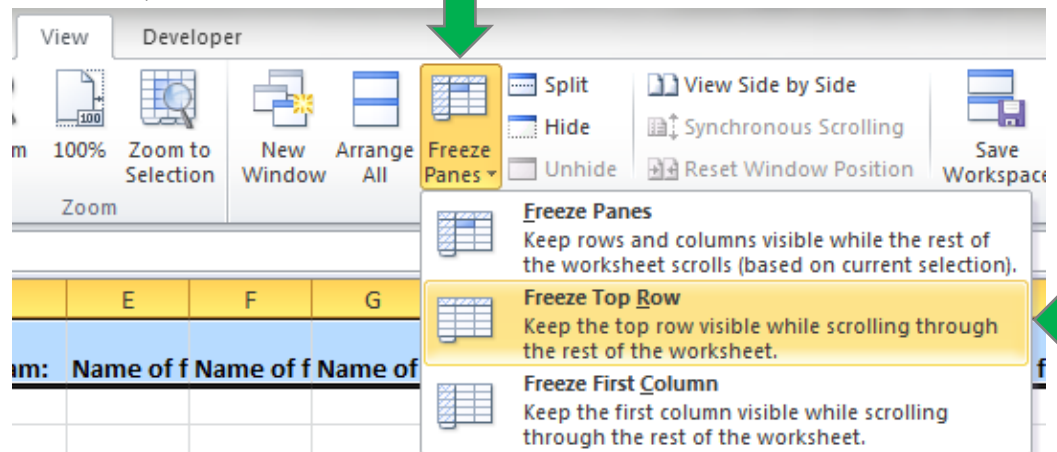 View Developer
Split View Side by Side
100
Hide Synchronous Scrolling
m 100% Zoom to New Arrange Freeze Save
Selection Window All Panes Unhide Reset Window Position Workspace
Zoom
Freeze Panes
Keep rows and columns visible while the rest of
the worksheet scrolls (based on current selection).
E F G
Freeze Top Row
Keep the top row visible while scrolling through
the rest of the worksheet.
am: Name of f Name of f Name of f
Freeze First Column
Keep the first column visible while scrolling
through the rest of the worksheet.